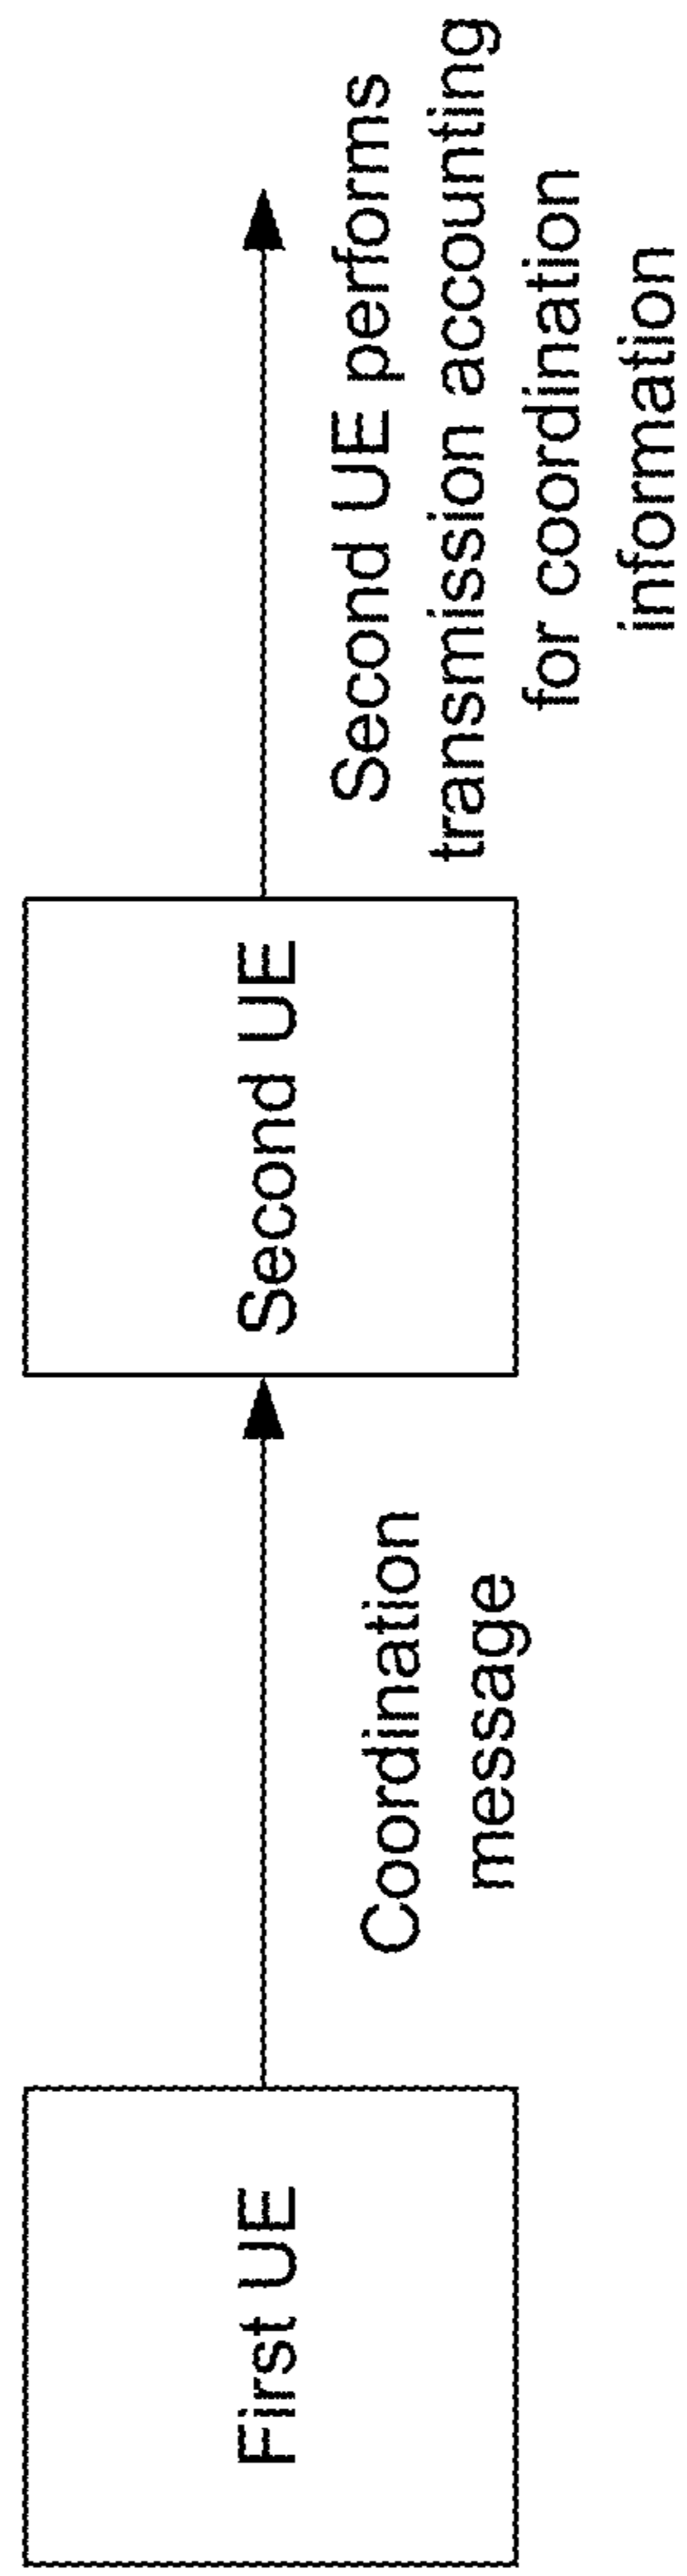 First UE
Coordination
message
Second UE
Second UE performs
transmission accounting
for coordination
information